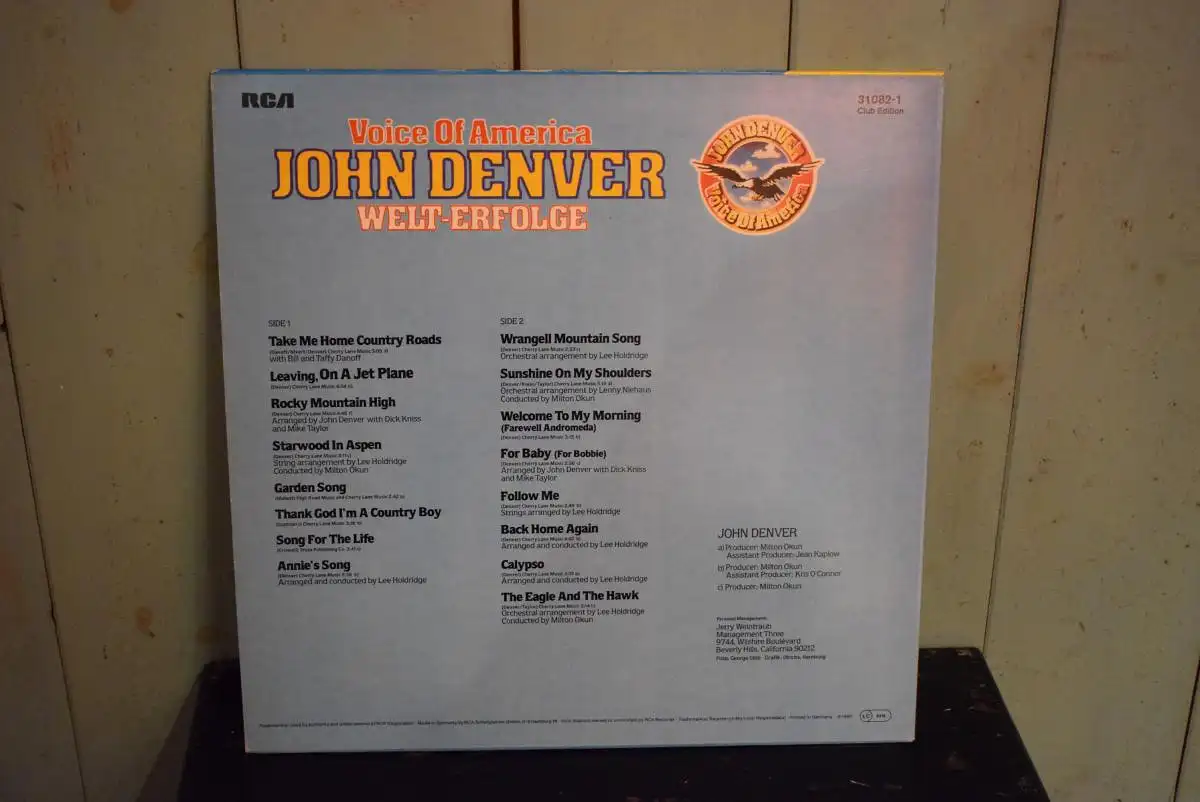 RCA
31082-1
Club Edition
Voice Of America
JOHN DENVER
WELT-ERFOLGE
JOHN DENVER
Voice Of America
SIDE 1
Take Me Home Country Roads
with Bill and Taffy Danoff
Leaving, On A Jet Plane
Rocky Mountain High
Arranged by John Denver with Dick Kniss
and Mike Taylor
Starwood In Aspen
String arrangement by Lee Holdridge
Conducted by Milton Okun
Garden Song
Thank God I'm A Country Boy
Song For The Life
Annie's Song
Arranged and conducted by Lee Holdridge
SIDE 2
Wrangell Mountain Song
Orchestral arrangement by Lee Holdridge
Sunshine On My Shoulders
Orchestral arrangement by Lenny Niehaus
Conducted by Milton Okun
Welcome To My Morning
(Farewell Andromeda)
For Baby (For Bobbie)
Arranged by John Denver with Dick Kniss
and Mike Taylor
Follow Me
Strings arranged by Lee Holdridge
Back Home Again
Arranged and conducted by Lee Holdridge
Calypso
Arranged and conducted by Lee Holdridge
The Eagle And The Hawk
Orchestral arrangement by Lee Holdridge
Conducted by Milton Okun
JOHN DENVER
a) Producer: Milton Okun
Assistant Producer: Jean Kaplow
b) Producer: Milton Okun
Assistant Producer: Kris O'Connor
c) Producer: Milton Okun
Personal Management:
Jerry Weintraub
Management Three
9744, Wilshire Boulevard
Beverly Hills, California 90212